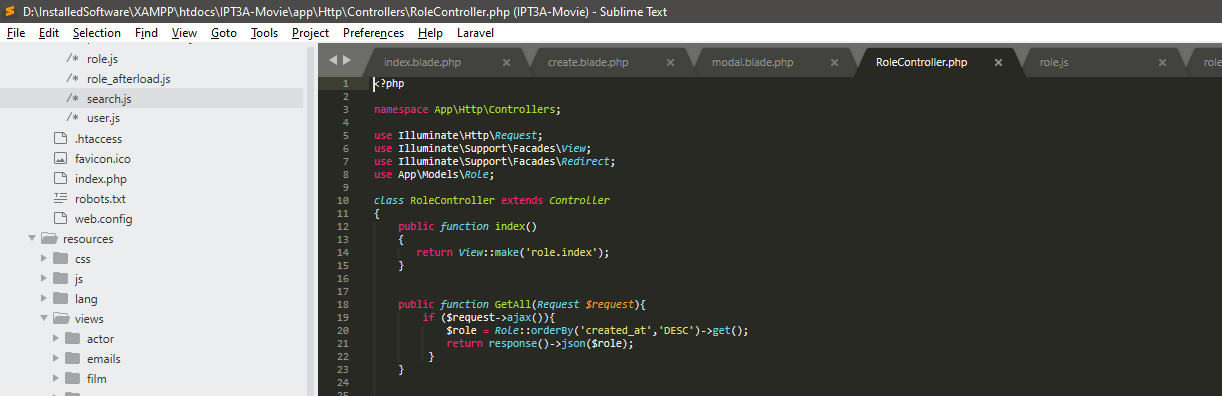 D:\InstalledSoftware\XAMPP\htdocs\IPT3A-Movie\app\Http\Controllers\RoleController.php (IPT3A-Movie) - Sublime Text
File Edit Selection Find View Goto Tools Project Preferences Help Laravel
role.js
role_afterload.js
search.js
user.js
.htaccess
favicon.ico
index.php
robots.txt
web.config
resources
css
js
lang
views
actor
emails
film
index.blade.php × create.blade.php × modal.blade.php × RoleController.php × role.js × role
1 <?php
2
3 namespace App\Http\Controllers;
4
5 use Illuminate\Http\Request;
6 use Illuminate\Support\Facades\View;
7 use Illuminate\Support\Facades\Redirect;
8 use App\Models\Role;
9
10 class RoleController extends Controller
11 {
12 public function index()
13 {
14 return View::make('role.index');
15 }
16
17
18 public function GetAll(Request $request){
19 if ($request->ajax()){
20 $role = Role::orderBy('created_at','DESC')->get();
21 return response()->json($role);
22 }
23 }
24
25